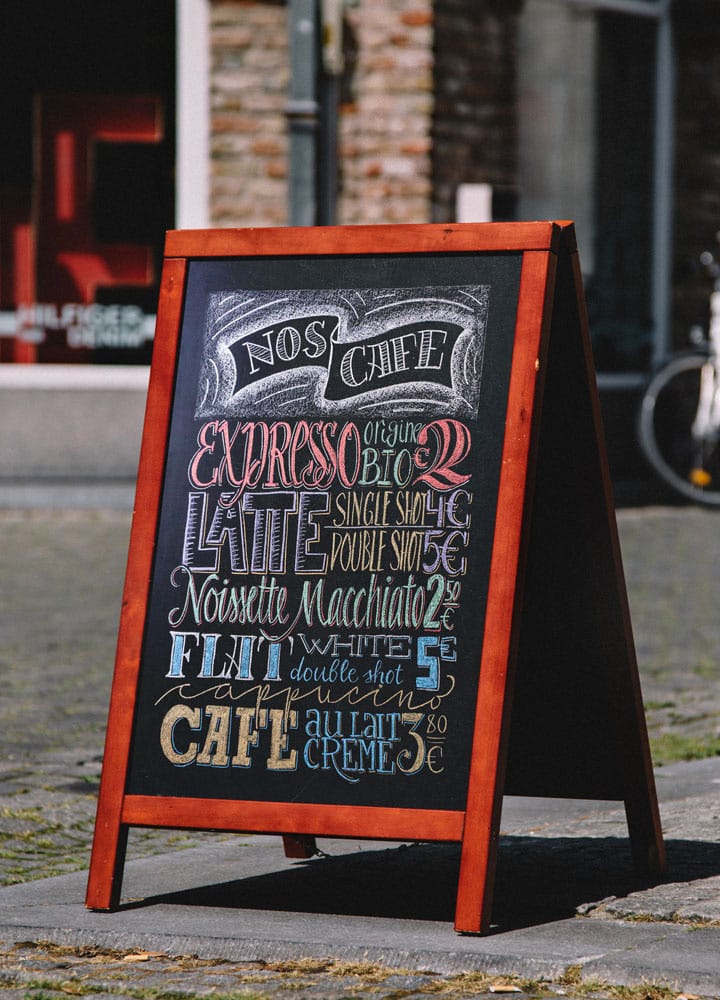 HILFIGER
DENIM
NOS CAFE
EXPRESSO origine BIO €2
LATTE SINGLE SHOT 4€
DOUBLE SHOT 5€
Noissette Macchiato 2 50 €
FLAT WHITE double shot 5€
cappucino
CAFE au LAIT CREME 3 80 €